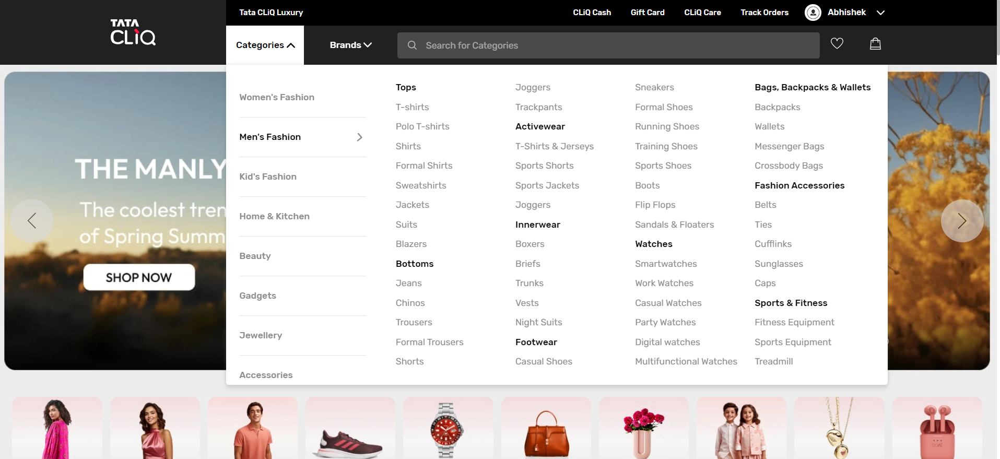 Tata CLiQ Luxury
CLiQ Cash
Gift Card
CLiQ Care
Track Orders
Abhishek
TATA
CLiQ
Categories
Brands
Search for Categories
THE MANLY
The coolest tren
of Spring Summ
SHOP NOW
Women's Fashion
Men's Fashion
Kid's Fashion
Home & Kitchen
Beauty
Gadgets
Jewellery
Accessories
Tops
T-shirts
Polo T-shirts
Shirts
Formal Shirts
Sweatshirts
Jackets
Suits
Blazers
Bottoms
Jeans
Chinos
Trousers
Formal Trousers
Shorts
Joggers
Trackpants
Activewear
T-Shirts & Jerseys
Sports Shorts
Sports Jackets
Joggers
Innerwear
Boxers
Briefs
Trunks
Vests
Night Suits
Footwear
Casual Shoes
Sneakers
Formal Shoes
Running Shoes
Training Shoes
Sports Shoes
Boots
Flip Flops
Sandals & Floaters
Watches
Smartwatches
Work Watches
Casual Watches
Party Watches
Digital watches
Multifunctional Watches
Bags, Backpacks & Wallets
Backpacks
Wallets
Messenger Bags
Crossbody Bags
Fashion Accessories
Belts
Ties
Cufflinks
Sunglasses
Caps
Sports & Fitness
Fitness Equipment
Sports Equipment
Treadmill